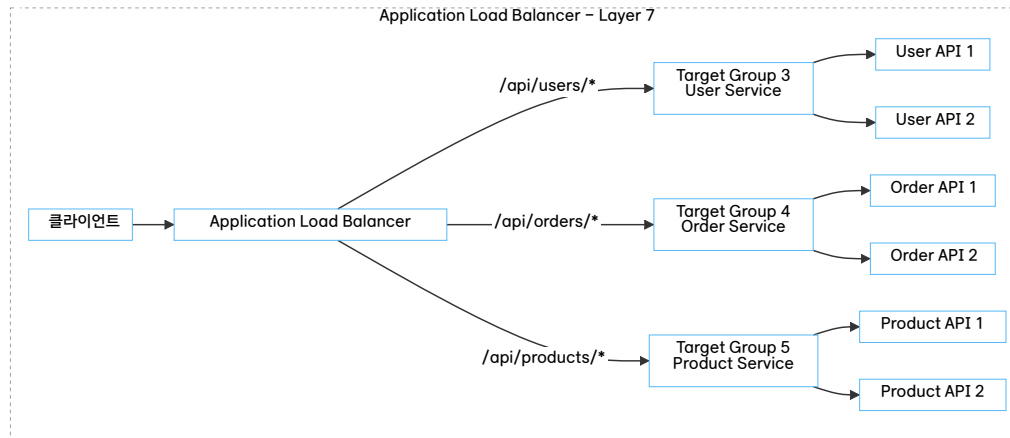 Application Load Balancer – Layer 7
클라이언트
Application Load Balancer
/api/users/*
/api/orders/*
/api/products/*
Target Group 3
User Service
Target Group 4
Order Service
Target Group 5
Product Service
User API 1
User API 2
Order API 1
Order API 2
Product API 1
Product API 2